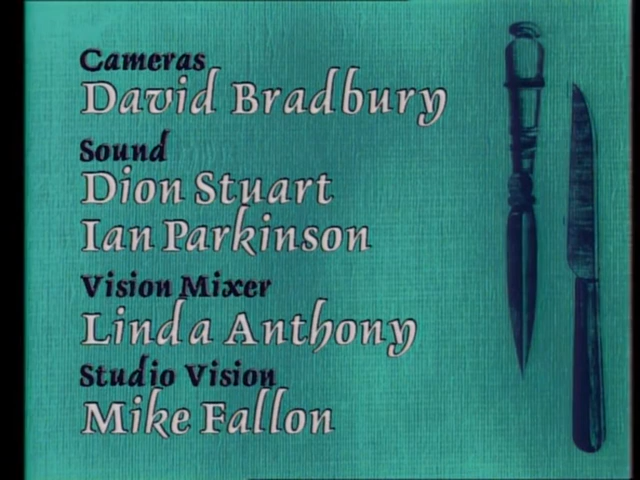 Cameras
David Bradbury
Sound
Dion Stuart
Ian Parkinson
Vision Mixer
Linda Anthony
Studio Vision
Mike Fallon